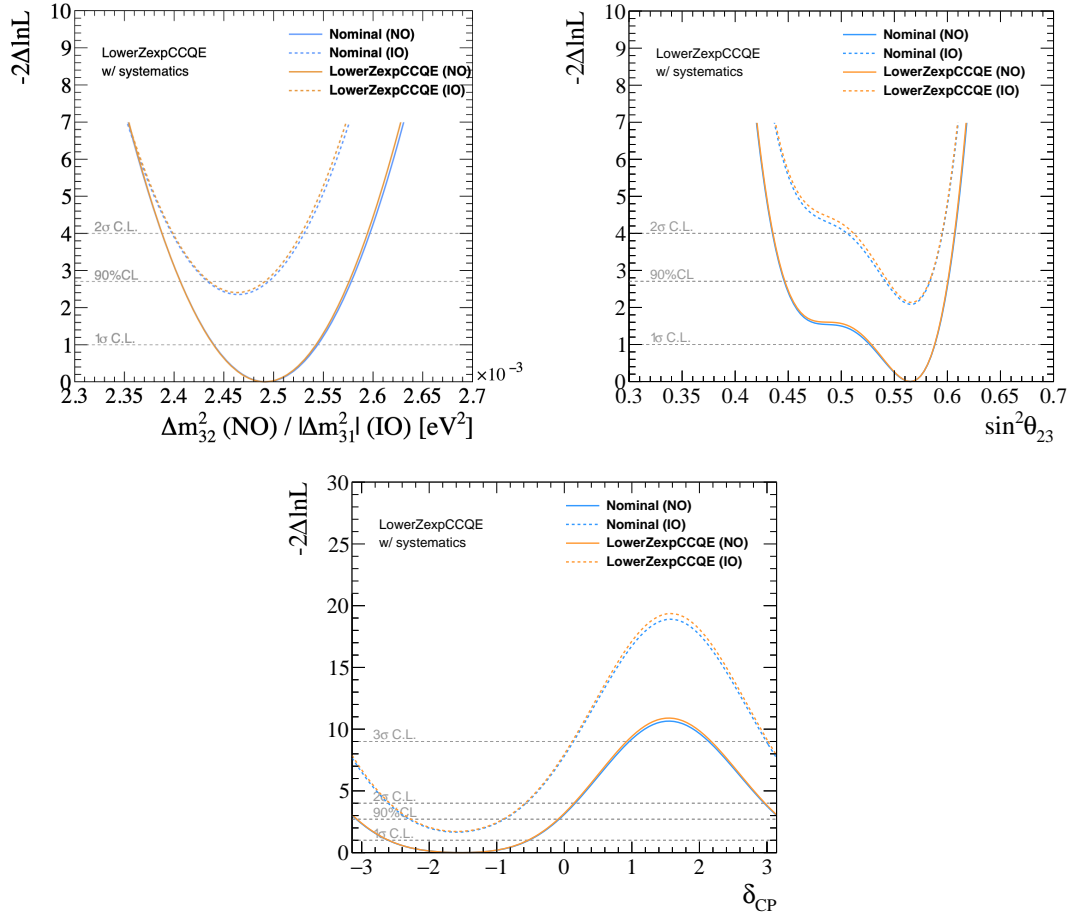 -2ΔlnL
10
9
8
7
6
5
4
3
2
1
0
LowerZexpCCQE
w/ systematics
Nominal (NO)
Nominal (IO)
LowerZexpCCQE (NO)
LowerZexpCCQE (IO)
2σ C.L.
90%CL
1σ C.L.
2.3 2.35 2.4 2.45 2.5 2.55 2.6 2.65 2.7
×10⁻³
Δm²₃₂ (NO) / |Δm²₃₁| (IO) [eV²]
-2ΔlnL
10
9
8
7
6
5
4
3
2
1
0
LowerZexpCCQE
w/ systematics
Nominal (NO)
Nominal (IO)
LowerZexpCCQE (NO)
LowerZexpCCQE (IO)
2σ C.L.
90%CL
1σ C.L.
0.3 0.35 0.4 0.45 0.5 0.55 0.6 0.65 0.7
sin²θ₂₃
-2ΔlnL
30
25
20
15
10
5
0
LowerZexpCCQE
w/ systematics
Nominal (NO)
Nominal (IO)
LowerZexpCCQE (NO)
LowerZexpCCQE (IO)
3σ C.L.
2σ C.L.
90%CL
1σ C.L.
−3 −2 −1 0 1 2 3
δ_CP